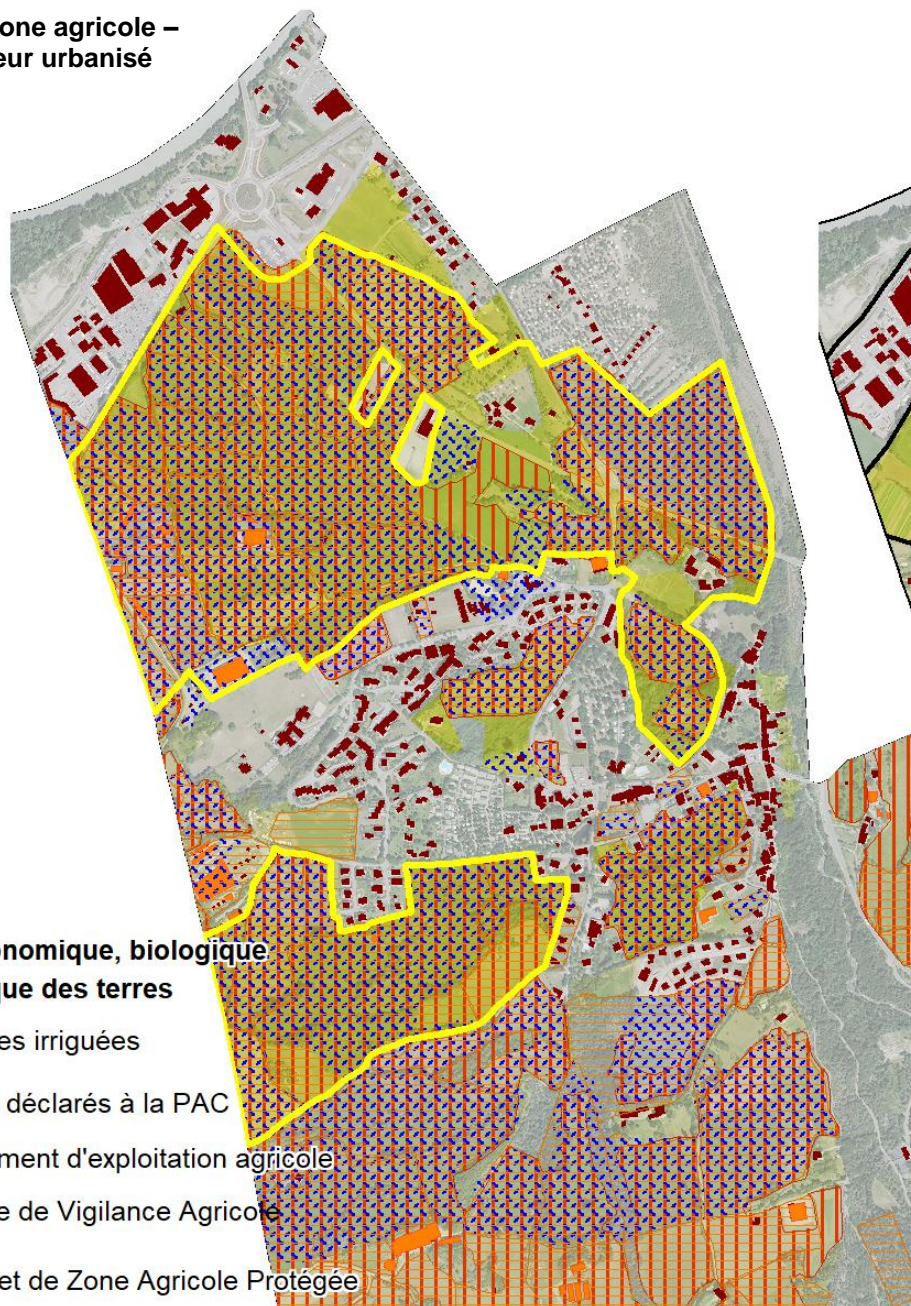 one agricole –
eur urbanisé
nomique, biologique
que des terres
es irriguées
déclarés à la PAC
ment d'exploitation agricole
e de Vigilance Agricole
et de Zone Agricole Protégée